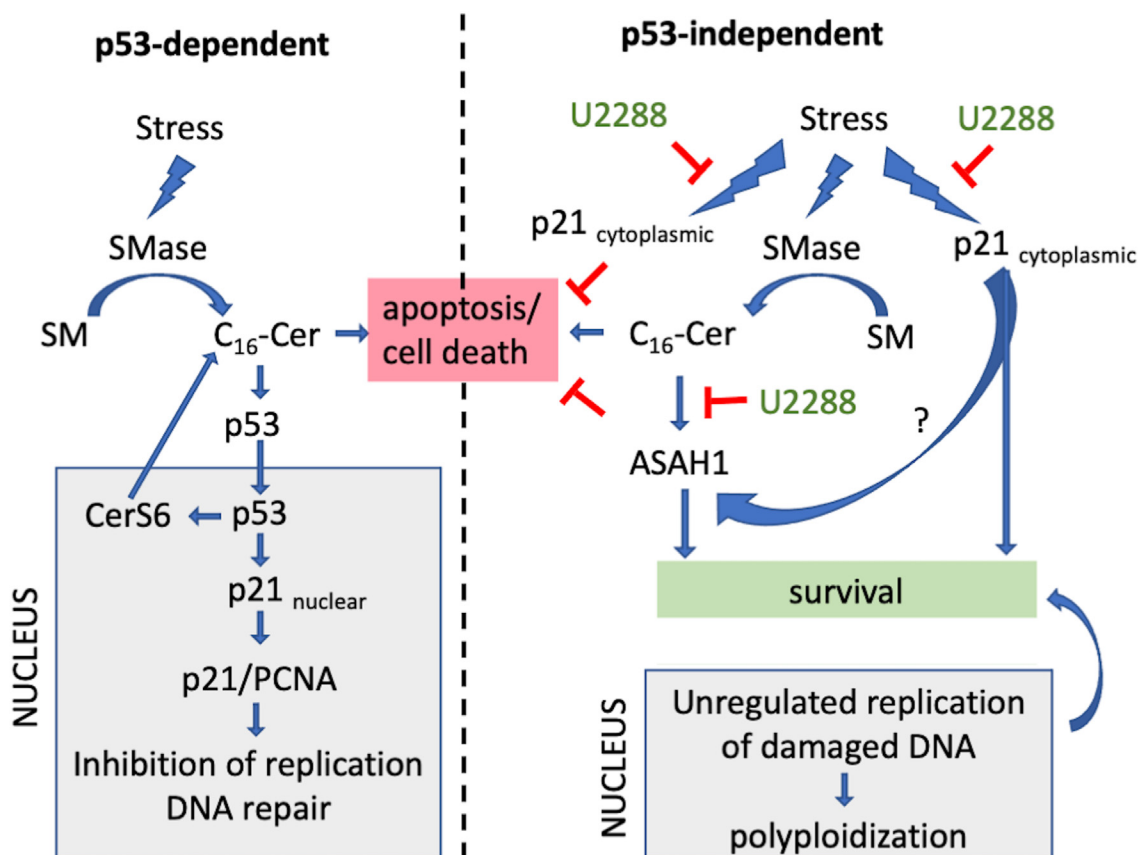 p53-dependent
Stress
SMase
SM
C₁₆-Cer
p53
CerS6
p53
p21 nuclear
p21/PCNA
Inhibition of replication
DNA repair
NUCLEUS
apoptosis/
cell death
p53-independent
U2288
Stress
U2288
p21 cytoplasmic
SMase
p21 cytoplasmic
C₁₆-Cer
SM
U2288
?
ASAH1
survival
NUCLEUS
Unregulated replication
of damaged DNA
polyploidization